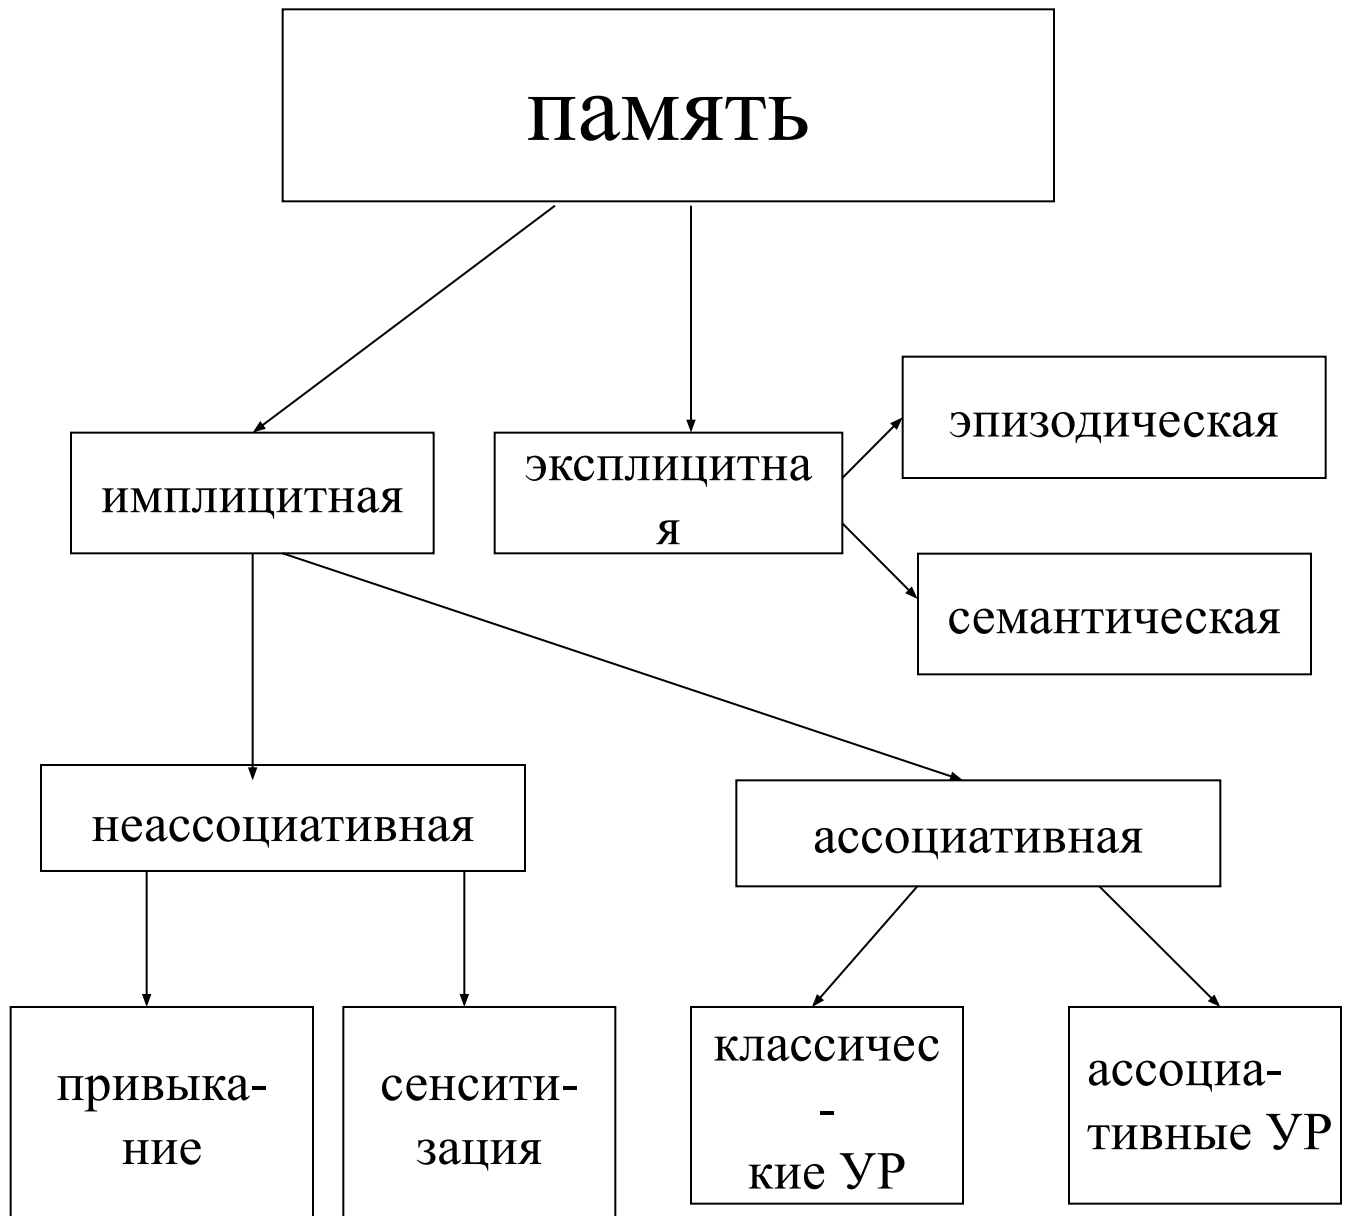 память
эпизодическая
имплицитная
эксплицитна
я
семантическая
неассоциативная
ассоциативная
привыка-
ние
сенсити-
зация
классичес
-
кие УР
ассоциа-
тивные УР